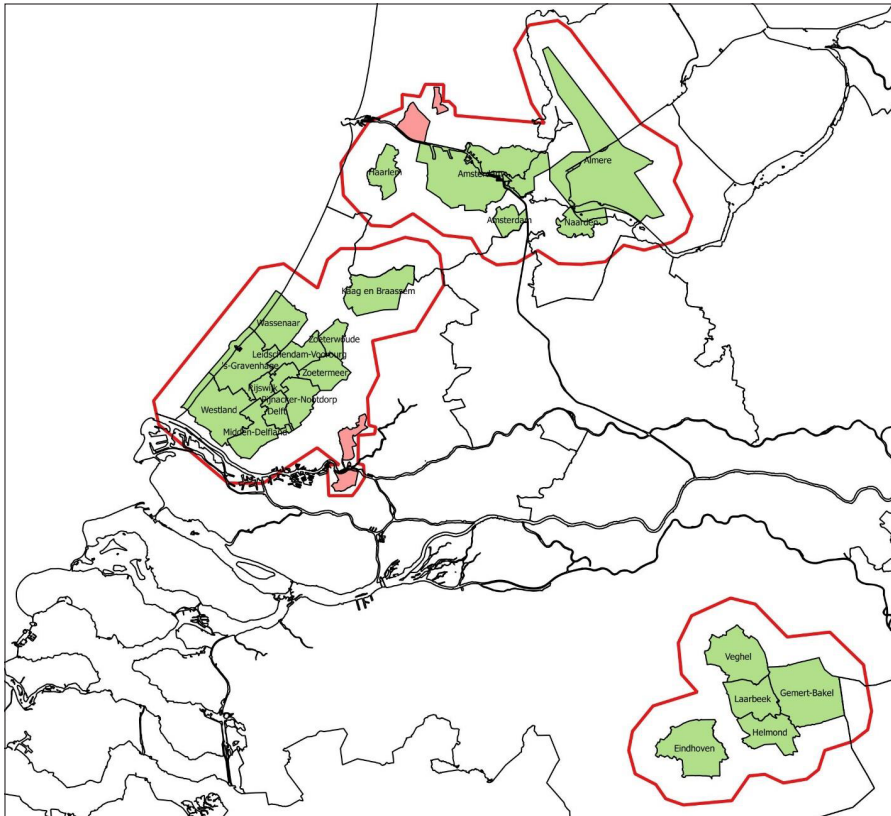 Almere
Haarlem
Amsterdam
Amsterdam
Naarden
Kaag en Braassem
Wassenaar
Zoeterwoude
Leidschendam-Voorburg
's-Gravenhage
Zoetermeer
Rijswijk
Pijnacker-Nootdorp
Westland
Delft
Midden-Delfland
Veghel
Laarbeek
Gemert-Bakel
Helmond
Eindhoven